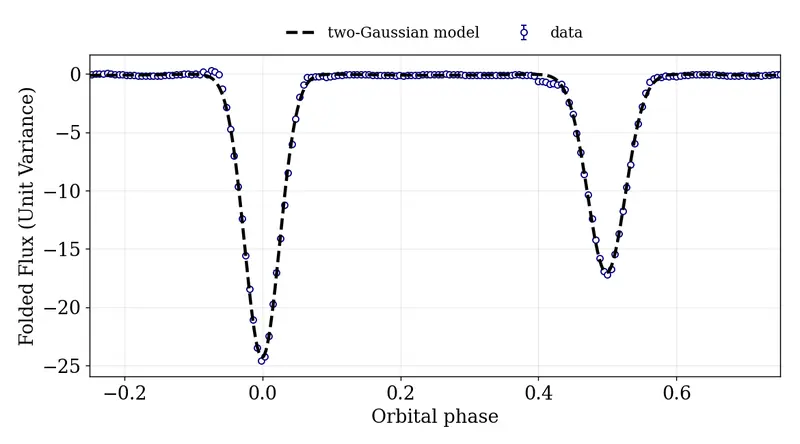 two-Gaussian model data
Folded Flux (Unit Variance)
0
−5
−10
−15
−20
−25
−0.2 0.0 0.2 0.4 0.6
Orbital phase